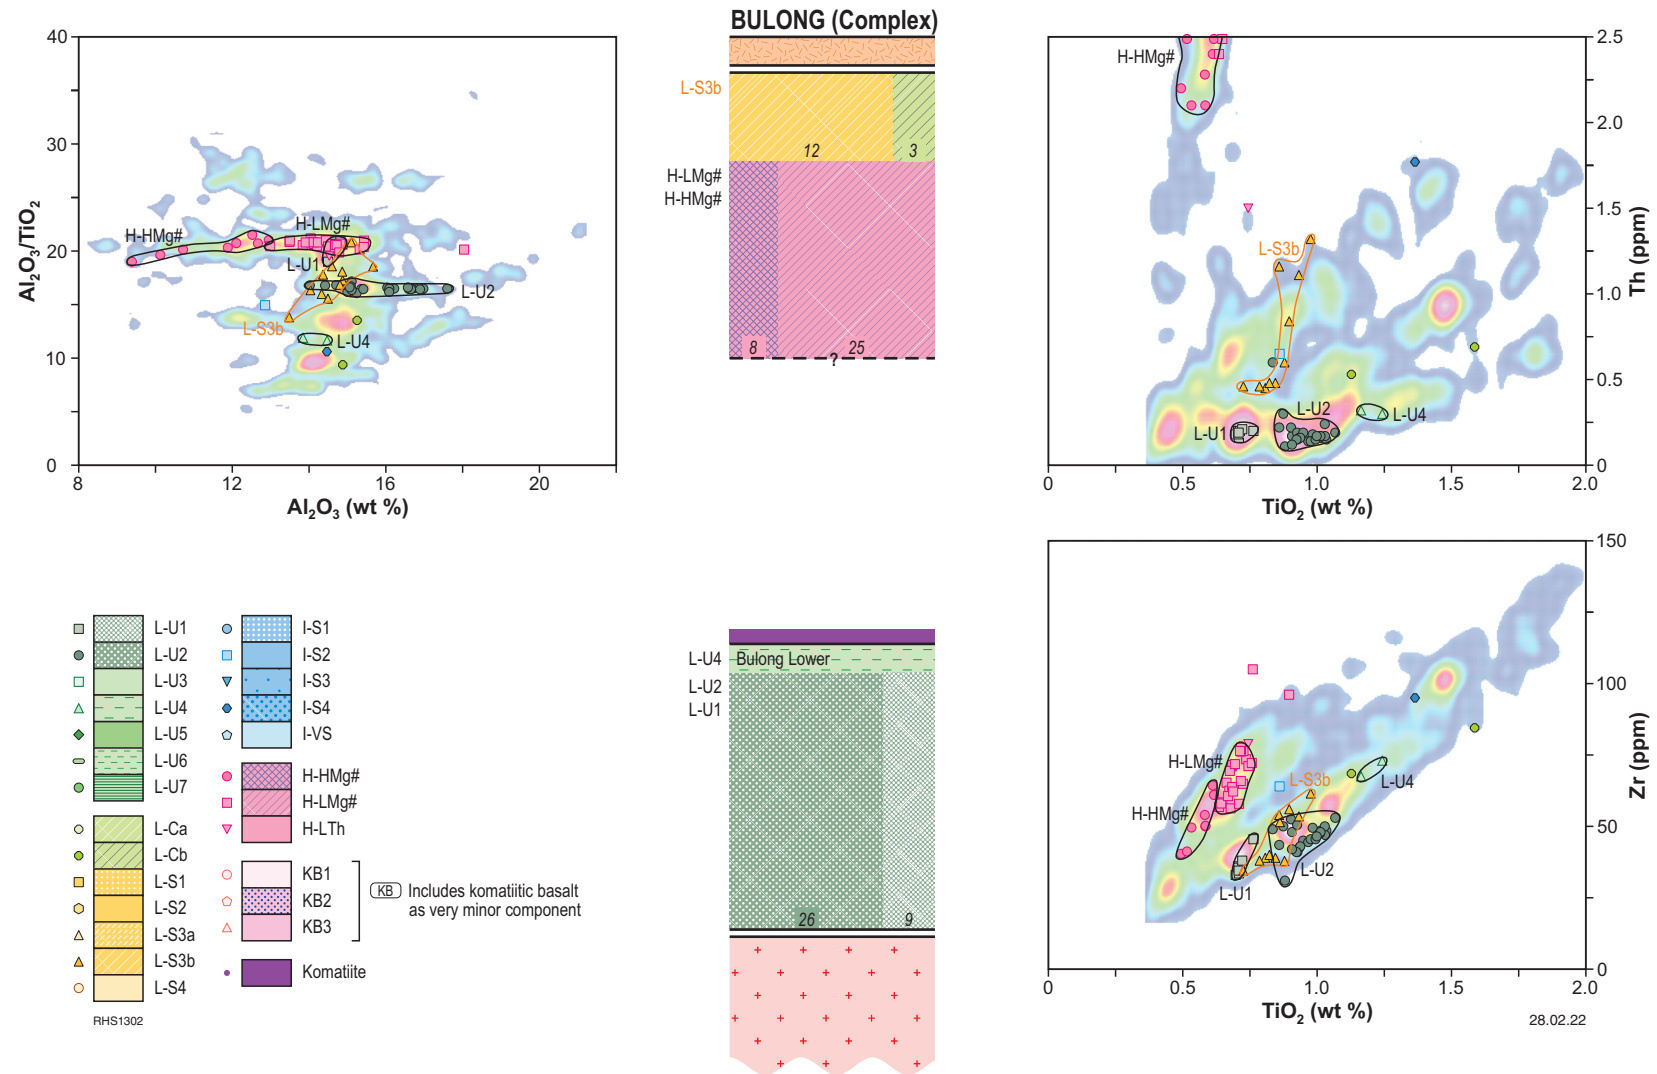 BULONG (Complex)
40
30
20
10
0
8
12
16
20
Al2O3/TiO2
Al2O3 (wt %)
H-HMg#
H-LMg#
L-U1
L-U2
L-S3b
L-U4
L-S3b
12
3
H-LMg#
H-HMg#
8
25
?
2.5
2.0
1.5
1.0
0.5
0
Th (ppm)
0
0.5
1.0
1.5
2.0
TiO2 (wt %)
H-HMg#
L-S3b
L-U2
L-U1
L-U4
L-U1
L-U2
L-U3
L-U4
L-U5
L-U6
L-U7
L-Ca
L-Cb
L-S1
L-S2
L-S3a
L-S3b
L-S4
I-S1
I-S2
I-S3
I-S4
I-VS
H-HMg#
H-LMg#
H-LTh
KB1
KB2
KB3
Komatiite
KB Includes komatiitic basalt
as very minor component
RHS1302
L-U4 Bulong Lower
L-U2
L-U1
26
9
150
100
50
0
Zr (ppm)
H-LMg#
L-S3b
L-U4
H-HMg#
L-U2
L-U1
0
0.5
1.0
1.5
2.0
TiO2 (wt %)
28.02.22